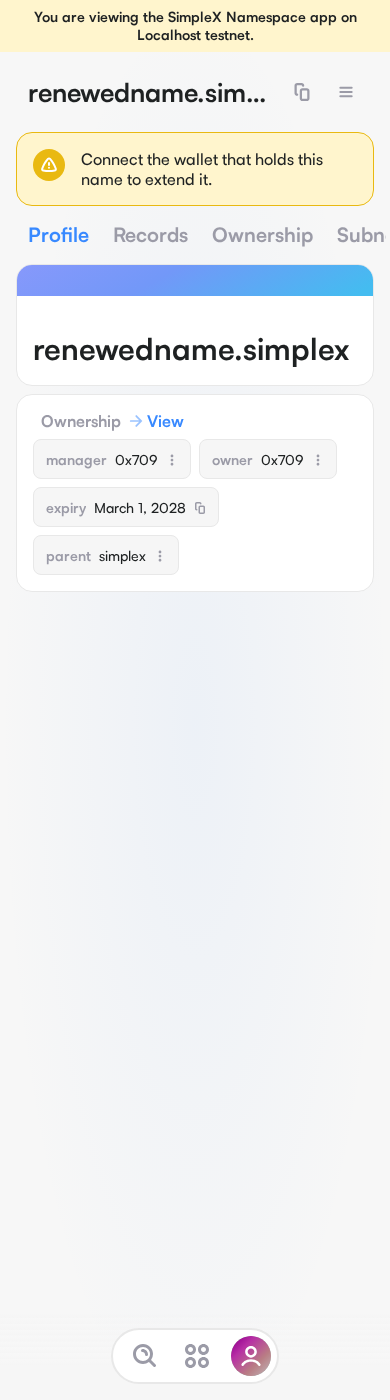 You are viewing the SimpleX Namespace app on
Localhost testnet.
renewedname.sim...
Connect the wallet that holds this
name to extend it.
Profile Records Ownership Subn
renewedname.simplex
Ownership → View
manager 0x709 owner 0x709
expiry March 1, 2028
parent simplex